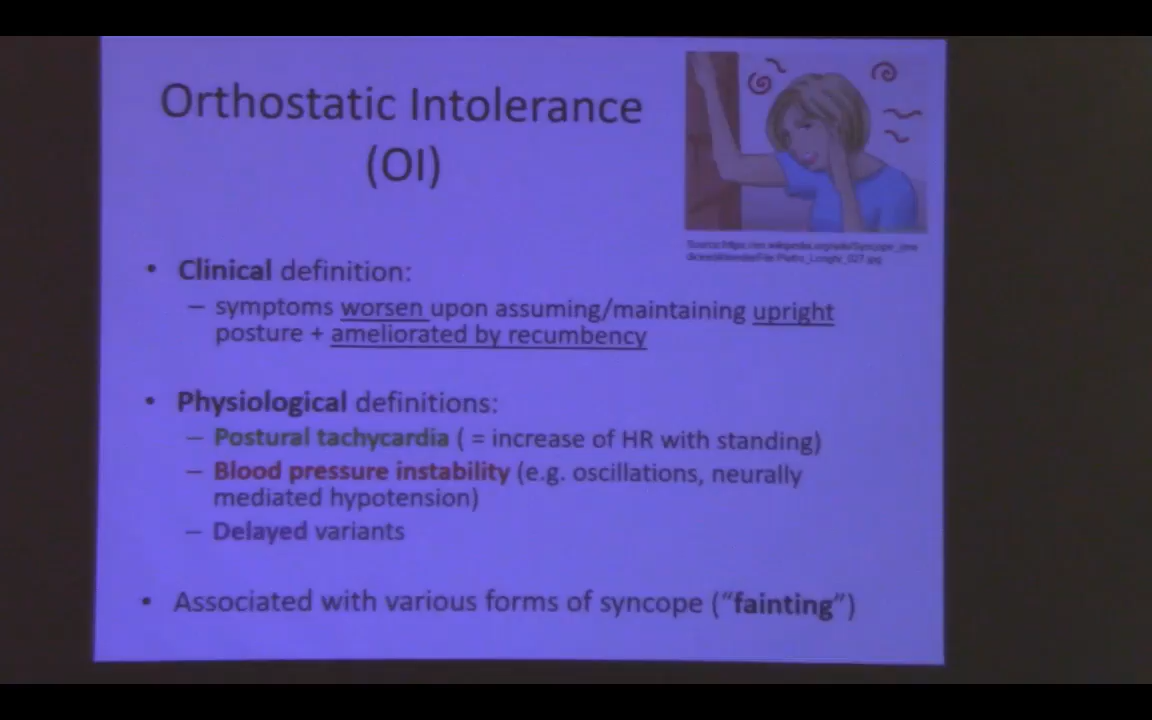 Orthostatic Intolerance
(OI)
• Clinical definition:
– symptoms worsen upon assuming/maintaining upright
posture + ameliorated by recumbency
• Physiological definitions:
– Postural tachycardia ( = increase of HR with standing)
– Blood pressure instability (e.g. oscillations, neurally
mediated hypotension)
– Delayed variants
• Associated with various forms of syncope (“fainting”)